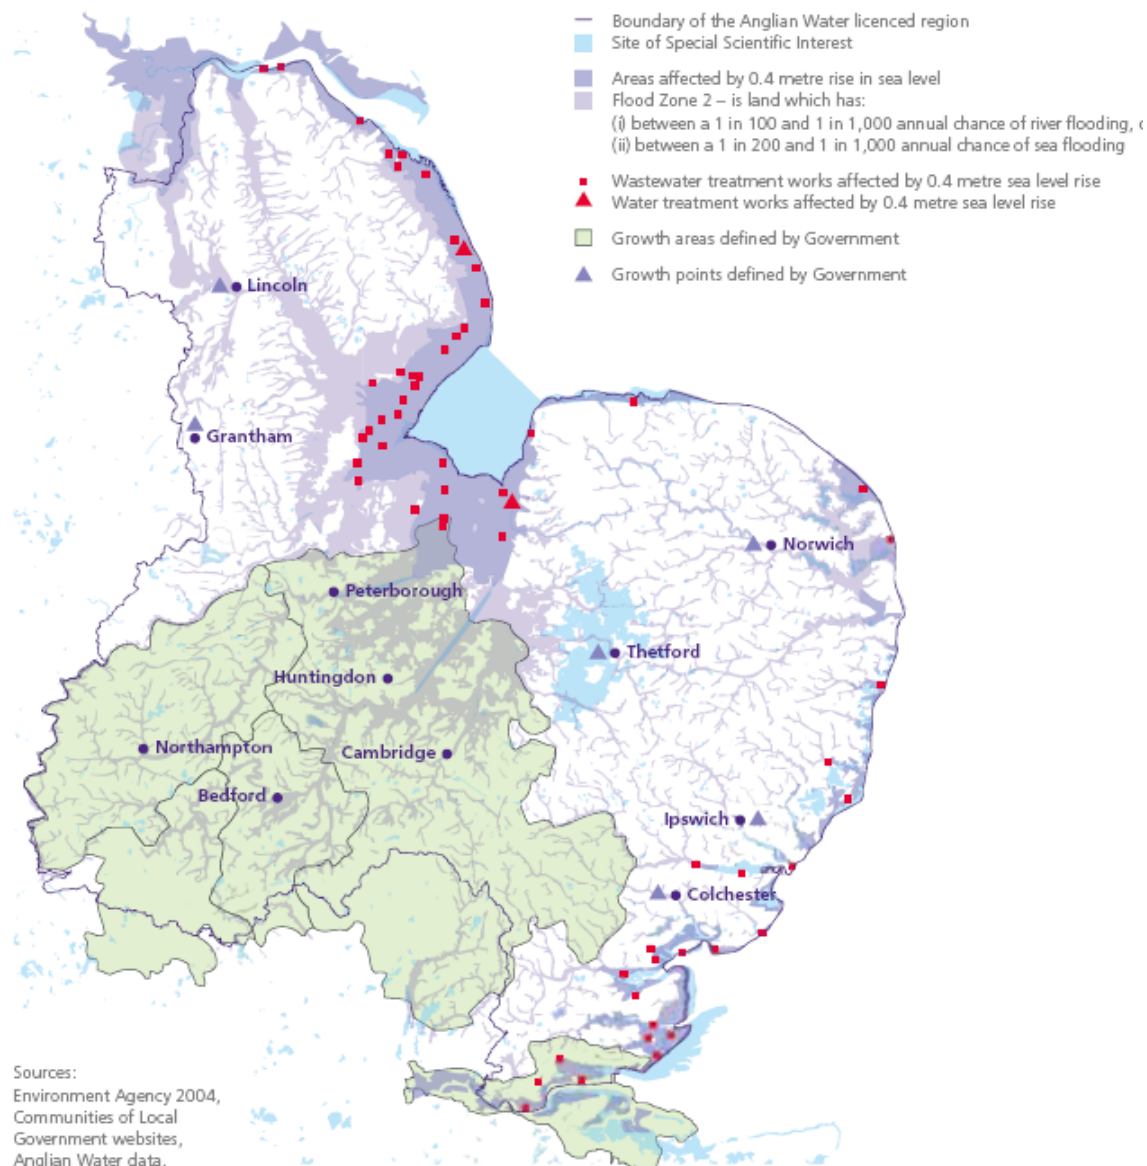 Boundary of the Anglian Water licenced region
Site of Special Scientific Interest
Areas affected by 0.4 metre rise in sea level
Flood Zone 2 – is land which has:
(i) between a 1 in 100 and 1 in 1,000 annual chance of river flooding,
(ii) between a 1 in 200 and 1 in 1,000 annual chance of sea flooding
Wastewater treatment works affected by 0.4 metre sea level rise
Water treatment works affected by 0.4 metre sea level rise
Growth areas defined by Government
Growth points defined by Government
Lincoln
Grantham
Norwich
Peterborough
Thetford
Huntingdon
Northampton
Cambridge
Bedford
Ipswich
Colchester
Sources:
Environment Agency 2004,
Communities of Local
Government websites,
Anglian Water data.